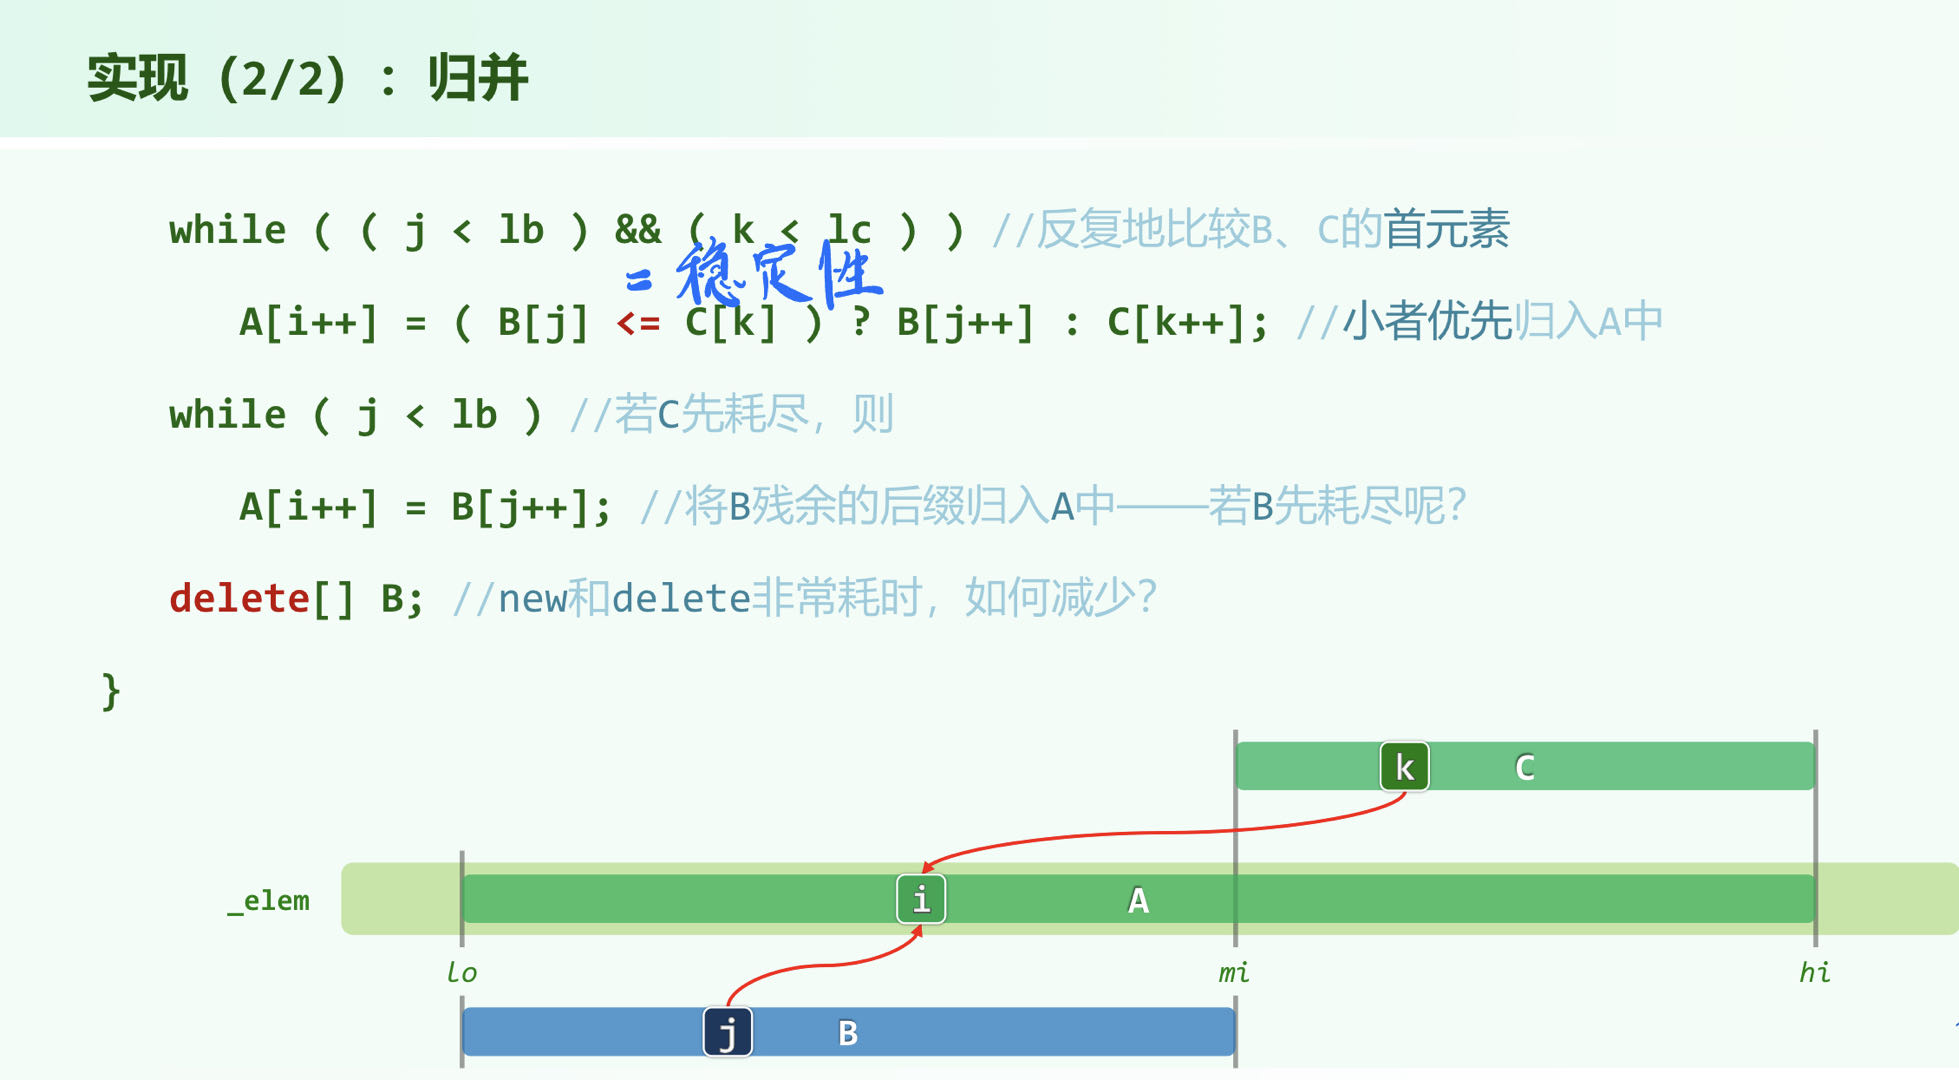 实现（2/2）：归并
while ( ( j < lb ) && ( k < lc ) ) //反复地比较B、C的首元素
= 稳定性
A[i++] = ( B[j] <= C[k] ) ? B[j++] : C[k++]; //小者优先归入A中
while ( j < lb ) //若C先耗尽，则
A[i++] = B[j++]; //将B残余的后缀归入A中——若B先耗尽呢？
delete[] B; //new和delete非常耗时，如何减少？
}
k C
_elem i A
lo mi hi
j B